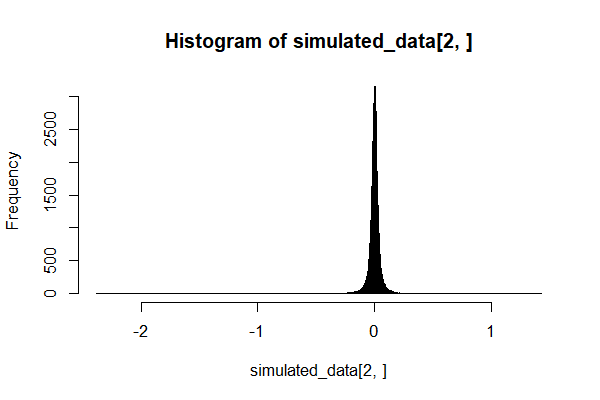 Histogram of simulated_data[2, ]
Frequency
2500
1500
500
0
-2 -1 0 1
simulated_data[2, ]